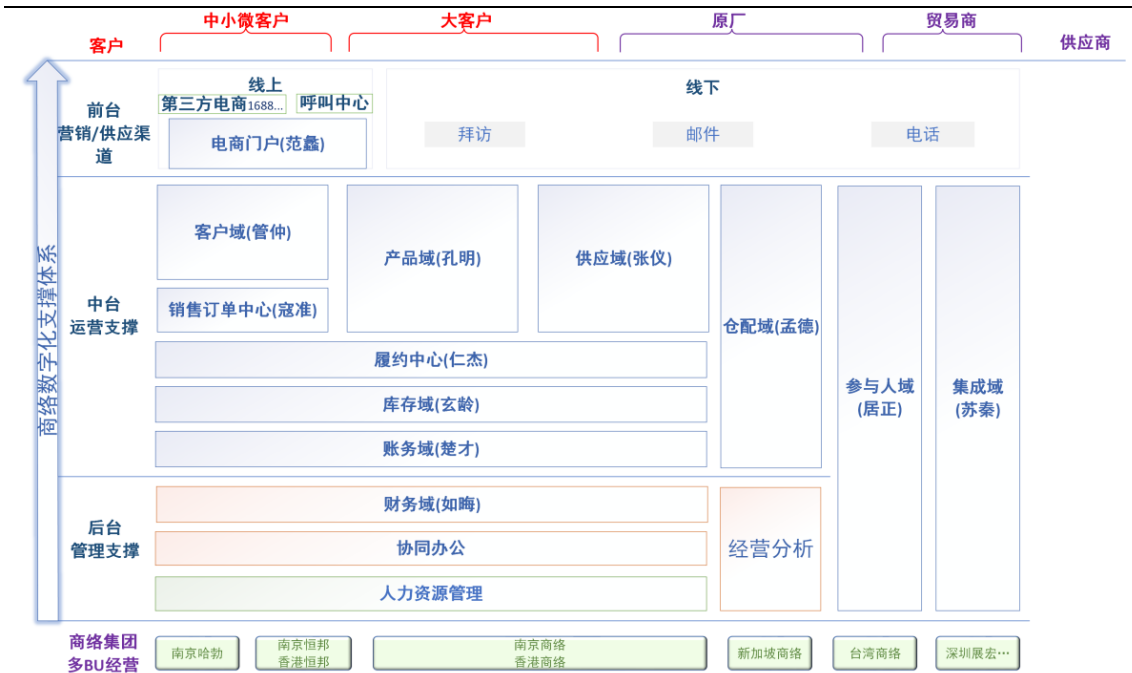 中小微客户
大客户
原厂
贸易商
客户
供应商
线上
线下
第三方电商1688...
呼叫中心
前台
营销/供应渠
道
电商门户(范蠡)
拜访
邮件
电话
商络数字化支撑体系
客户域(管仲)
产品域(孔明)
供应域(张仪)
中台
运营支撑
销售订单中心(寇准)
仓配域(孟德)
履约中心(仁杰)
参与人域
(居正)
集成域
(苏秦)
库存域(玄龄)
账务域(楚才)
后台
管理支撑
财务域(如晦)
协同办公
经营分析
人力资源管理
商络集团
多BU经营
南京哈勃
南京恒邦
香港恒邦
南京商络
香港商络
新加坡商络
台湾商络
深圳展宏…